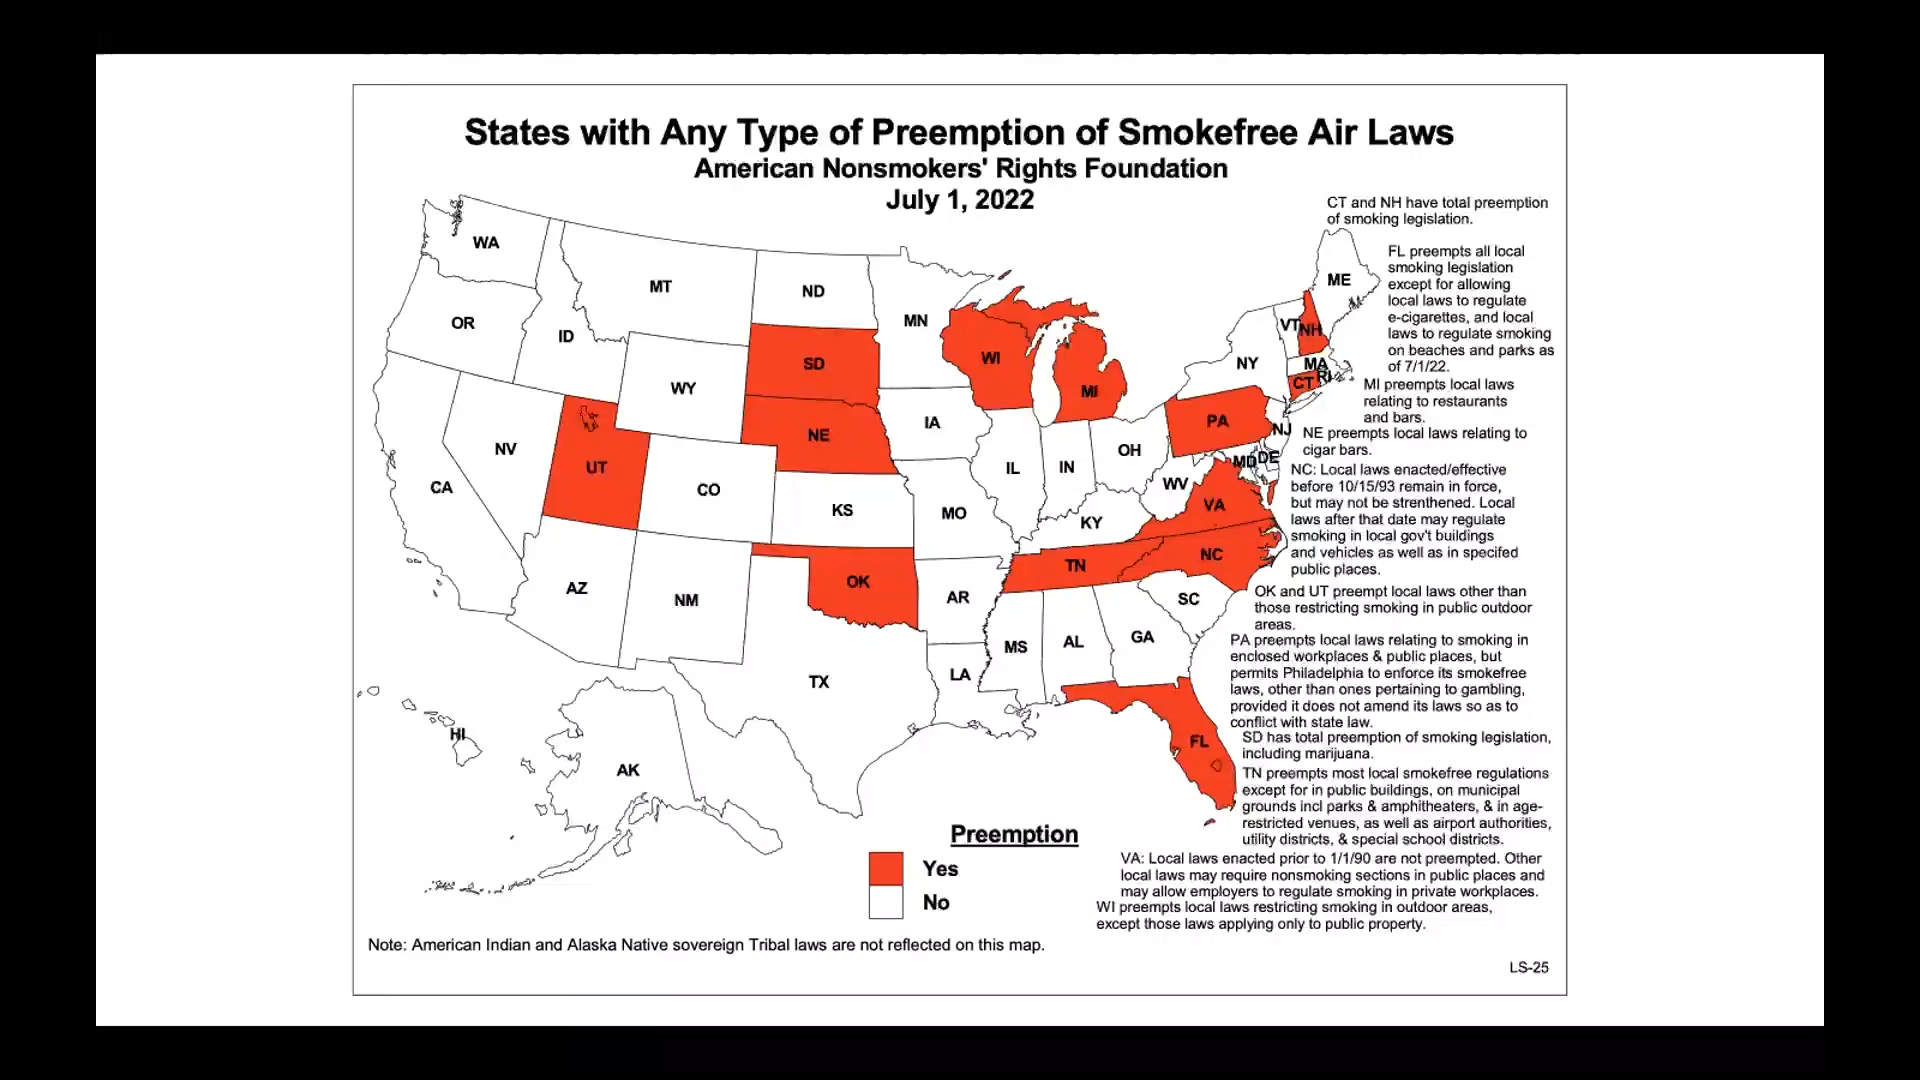 States with Any Type of Preemption of Smokefree Air Laws
American Nonsmokers' Rights Foundation
July 1, 2022
CT and NH have total preemption
of smoking legislation.
FL preempts all local
smoking legislation
except for allowing
local laws to regulate
e-cigarettes, and local
laws to regulate smoking
on beaches and parks as
of 7/1/22.
MI preempts local laws
relating to restaurants
and bars.
NE preempts local laws relating to
cigar bars.
NC: Local laws enacted/effective
before 10/15/93 remain in force,
but may not be strenthened. Local
laws after that date may regulate
smoking in local gov't buildings
and vehicles as well as in specifed
public places.
OK and UT preempt local laws other than
those restricting smoking in public outdoor
areas.
PA preempts local laws relating to smoking in
enclosed workplaces & public places, but
permits Philadelphia to enforce its smokefree
laws, other than ones pertaining to gambling,
provided it does not amend its laws so as to
conflict with state law.
SD has total preemption of smoking legislation,
including marijuana.
TN preempts most local smokefree regulations
except for in public buildings, on municipal
grounds incl parks & amphitheaters, & in age-
restricted venues, as well as airport authorities,
utility districts, & special school districts.
VA: Local laws enacted prior to 1/1/90 are not preempted. Other
local laws may require nonsmoking sections in public places and
may allow employers to regulate smoking in private workplaces.
WI preempts local laws restricting smoking in outdoor areas,
except those laws applying only to public property.
WA
MT
ND
MN
ME
OR
ID
SD
WI
VT
NH
WY
MI
NY
MA
RI
CT
NE
IA
PA
NJ
NV
UT
CO
IL
IN
OH
MD
DE
CA
KS
MO
WV
VA
KY
AZ
NM
OK
AR
TN
NC
SC
TX
LA
MS
AL
GA
HI
AK
FL
Preemption
Yes
No
Note: American Indian and Alaska Native sovereign Tribal laws are not reflected on this map.
LS-25